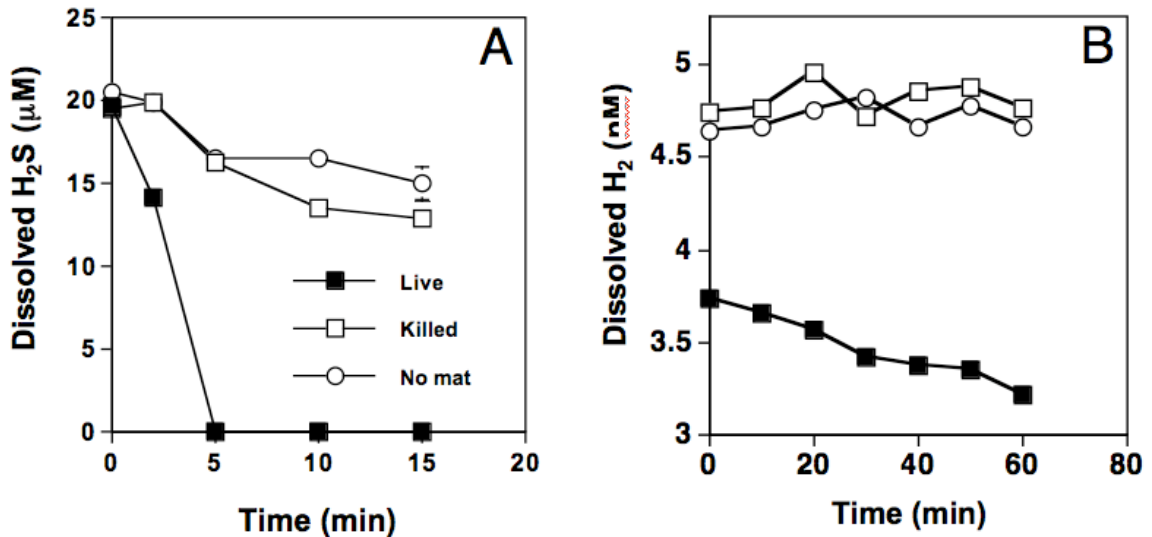 A
Dissolved H₂S (μM)
25
20
15
10
5
0
Live
Killed
No mat
0 5 10 15 20
Time (min)
B
Dissolved H₂
5
4.5
4
3.5
3
0 20 40 60 80
Time (min)